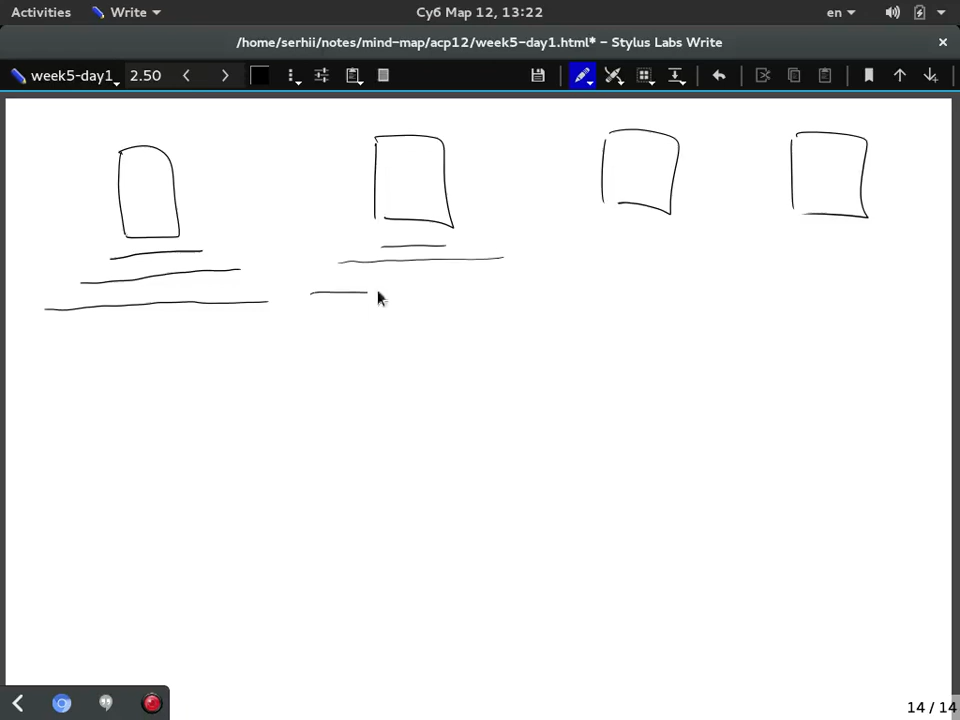 Activities Write Суб Мар 12, 13:22 en
/home/serhii/notes/mind-map/acp12/week5-day1.html* – Stylus Labs Write
week5-day1 2.50
14 / 14